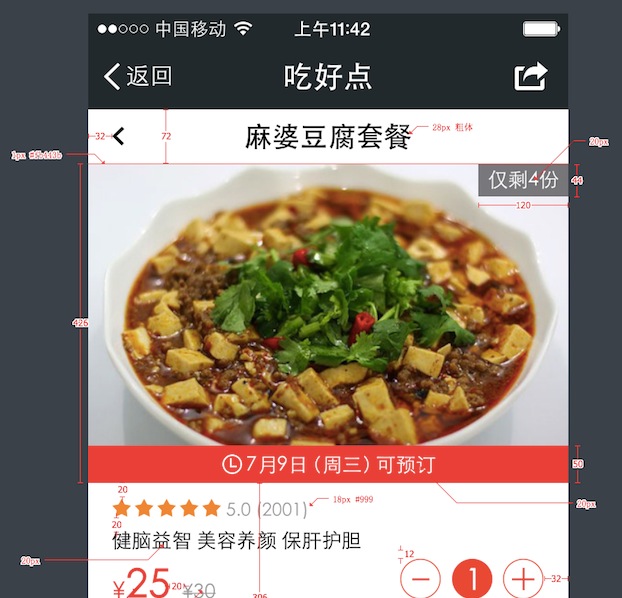 中国移动 上午11:42
返回 吃好点
32 72 麻婆豆腐套餐 28px 粗体
20px
仅剩4份 44
120
426
7月9日 (周三) 可预订 50
20 5.0 (2001) 18px #999 20px
20
健脑益智 美容养颜 保肝护胆
20px 12
¥25 20 ¥30 1 32